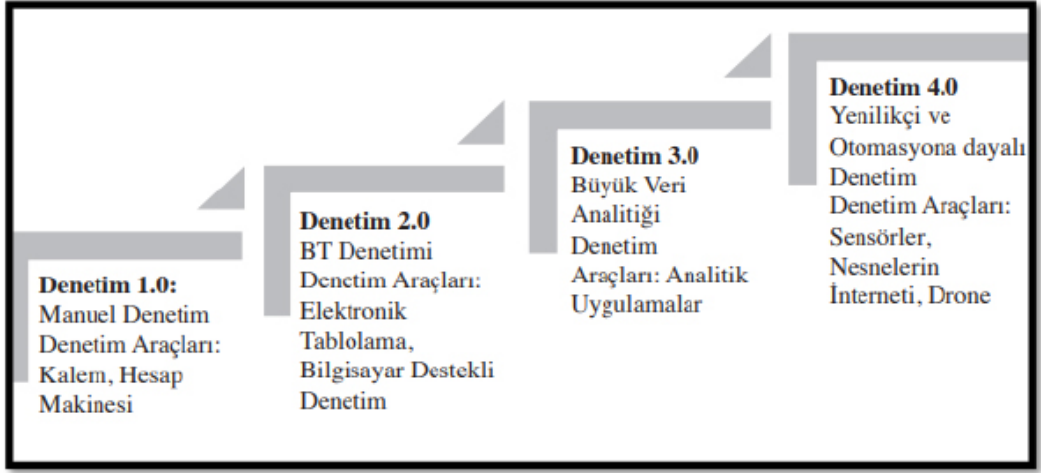 Denetim 1.0:
Manuel Denetim
Denetim Araçları:
Kalem, Hesap
Makinesi
Denetim 2.0
BT Denetimi
Denetim Araçları:
Elektronik
Tablolama,
Bilgisayar Destekli
Denetim
Denetim 3.0
Büyük Veri
Analitiği
Denetim
Araçları: Analitik
Uygulamalar
Denetim 4.0
Yenilikçi ve
Otomasyona dayalı
Denetim
Denetim Araçları:
Sensörler,
Nesnelerin
İnterneti, Drone